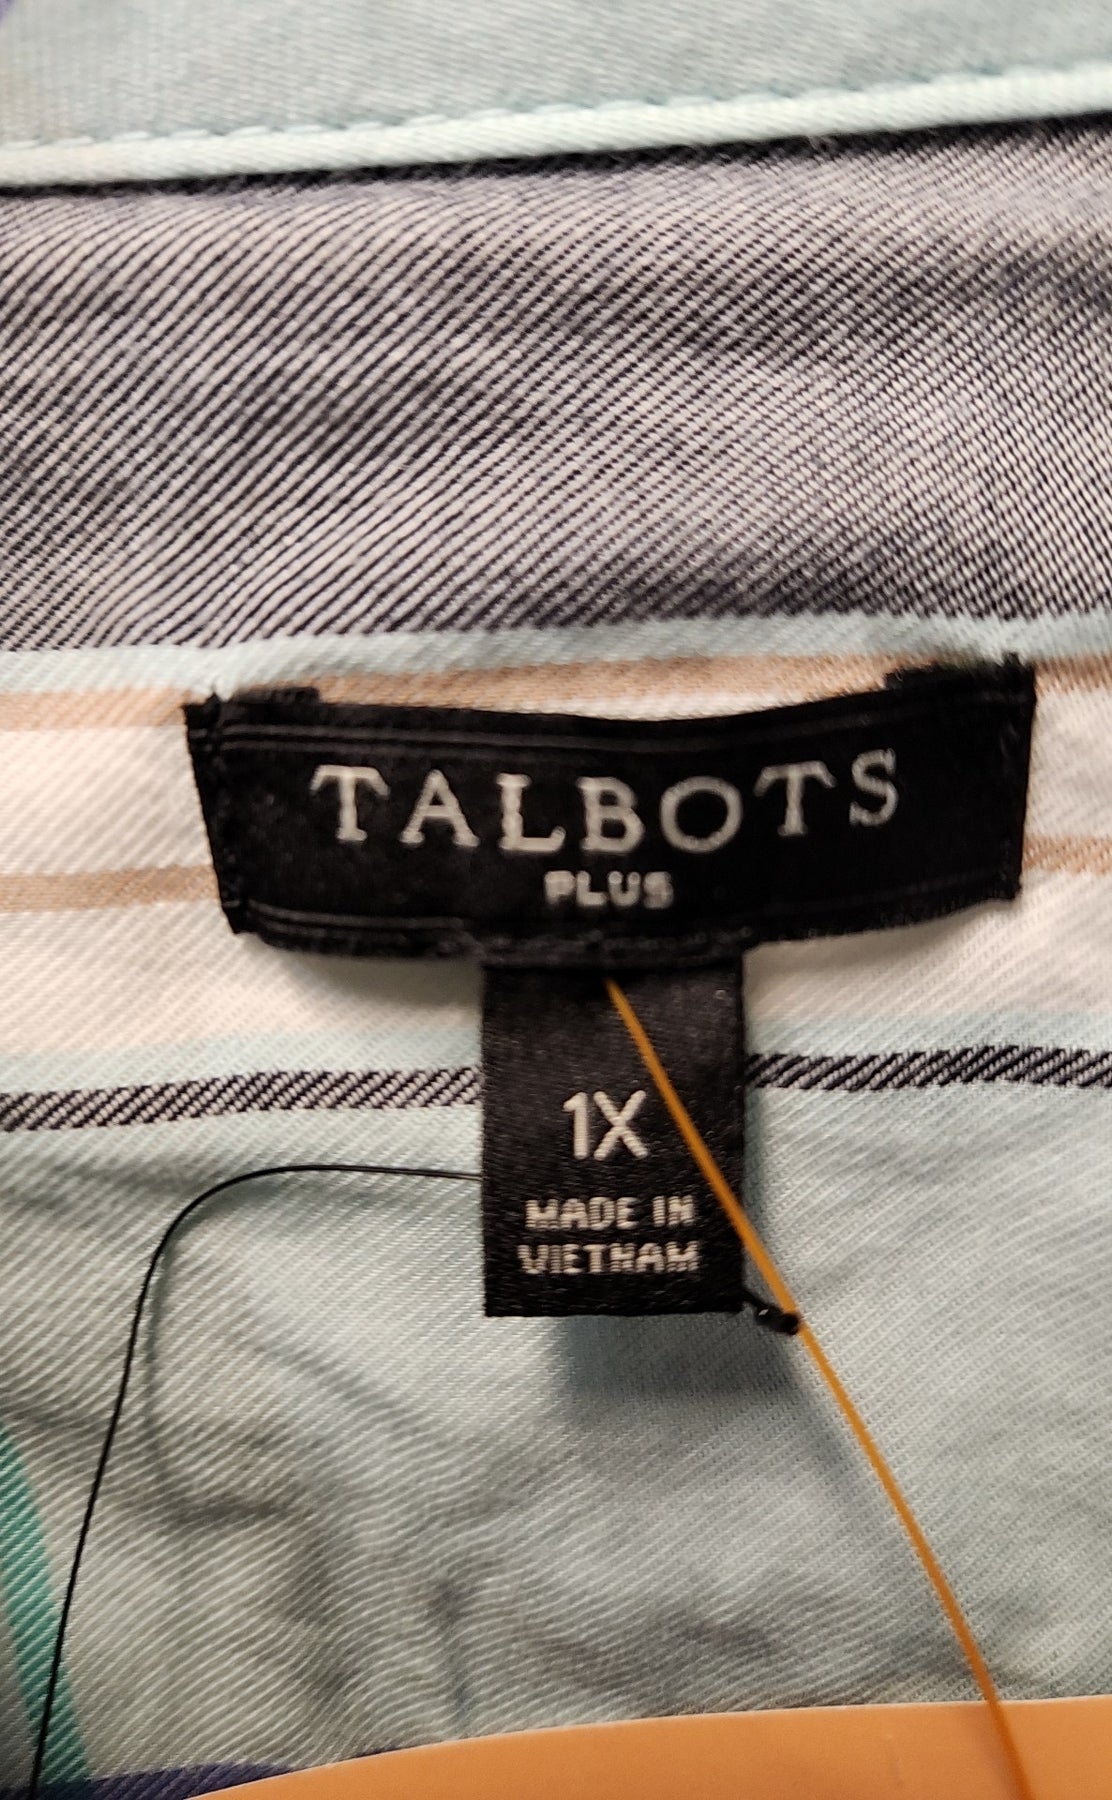 TALBOTS
PLUS
1X
MADE IN
VIETNAM